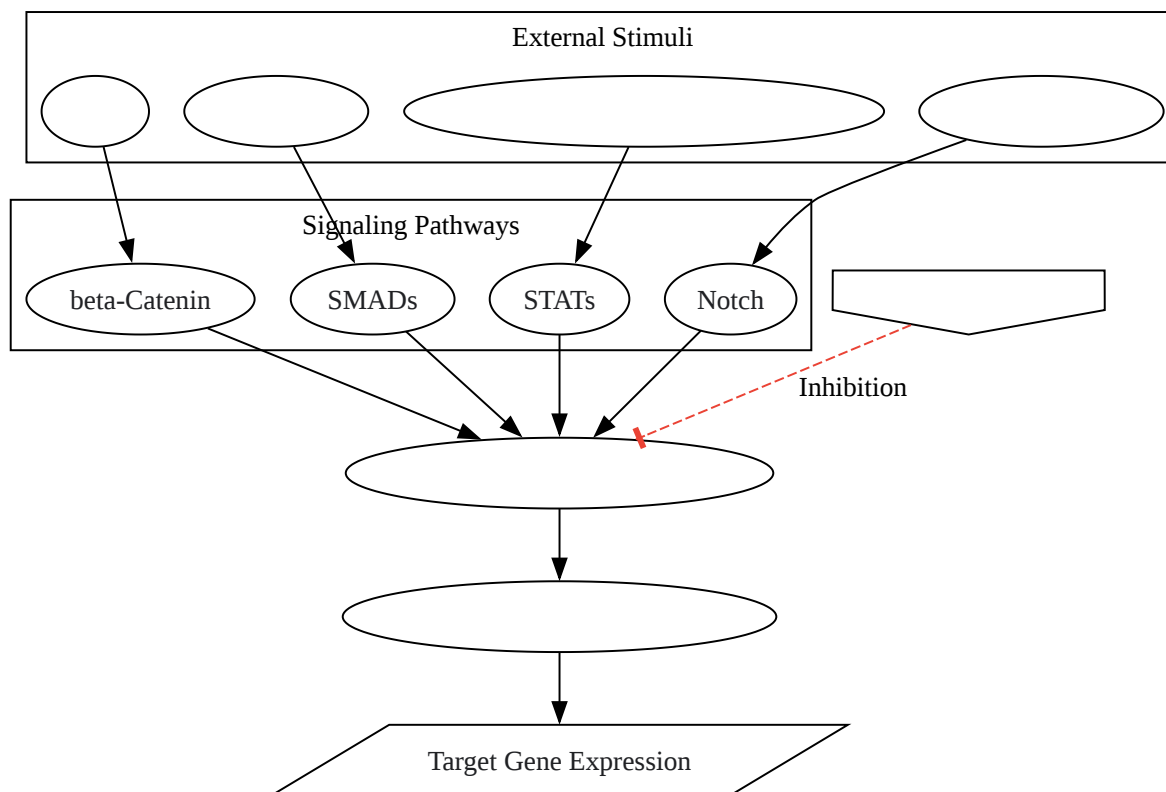 External Stimuli
Signaling Pathways
beta-Catenin
SMADs
STATs
Notch
Inhibition
Target Gene Expression